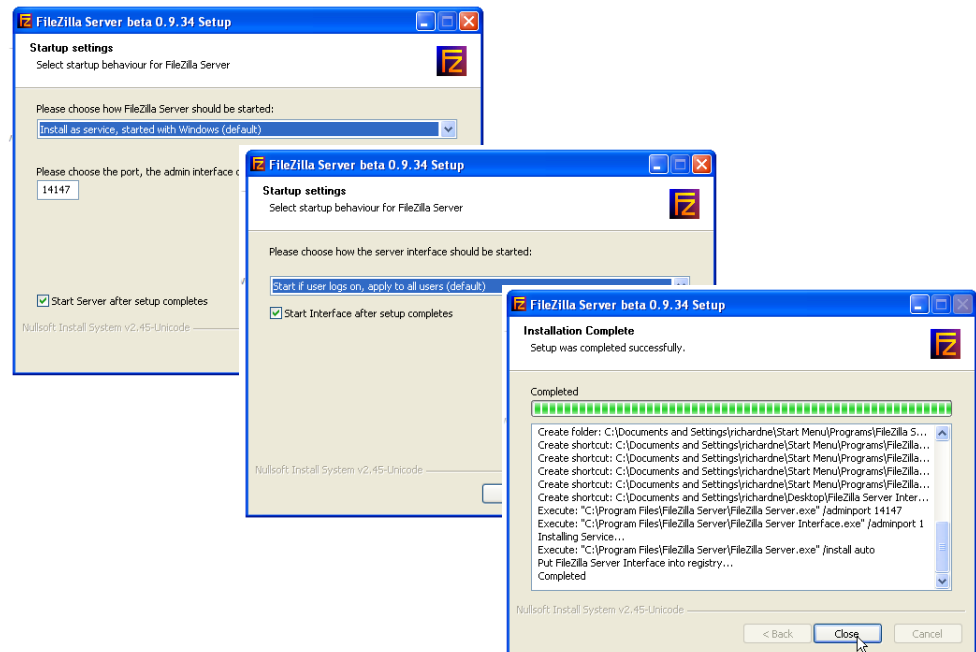 FileZilla Server beta 0.9.34 Setup
Startup settings
Select startup behaviour for FileZilla Server
Please choose how FileZilla Server should be started:
Install as service, started with Windows (default)
Please choose the port, the admin interface
14147
Start Server after setup completes
Nullsoft Install System v2.45-Unicode
FileZilla Server beta 0.9.34 Setup
Startup settings
Select startup behaviour for FileZilla Server
Please choose how the server interface should be started:
Start if user logs on, apply to all users (default)
Start Interface after setup completes
Nullsoft Install System v2.45-Unicode
FileZilla Server beta 0.9.34 Setup
Installation Complete
Setup was completed successfully.
Completed
Create folder: C:\Documents and Settings\richardne\Start Menu\Programs\FileZilla S...
Create shortcut: C:\Documents and Settings\richardne\Start Menu\Programs\FileZilla...
Create shortcut: C:\Documents and Settings\richardne\Start Menu\Programs\FileZilla...
Create shortcut: C:\Documents and Settings\richardne\Start Menu\Programs\FileZilla...
Create shortcut: C:\Documents and Settings\richardne\Start Menu\Programs\FileZilla...
Create shortcut: C:\Documents and Settings\richardne\Desktop\FileZilla Server Inter...
Execute: "C:\Program Files\FileZilla Server\FileZilla Server.exe" /adminport 14147
Execute: "C:\Program Files\FileZilla Server\FileZilla Server Interface.exe" /adminport 1
Installing Service...
Execute: "C:\Program Files\FileZilla Server\FileZilla Server.exe" /install auto
Put FileZilla Server Interface into registry...
Completed
Nullsoft Install System v2.45-Unicode
< Back
Close
Cancel